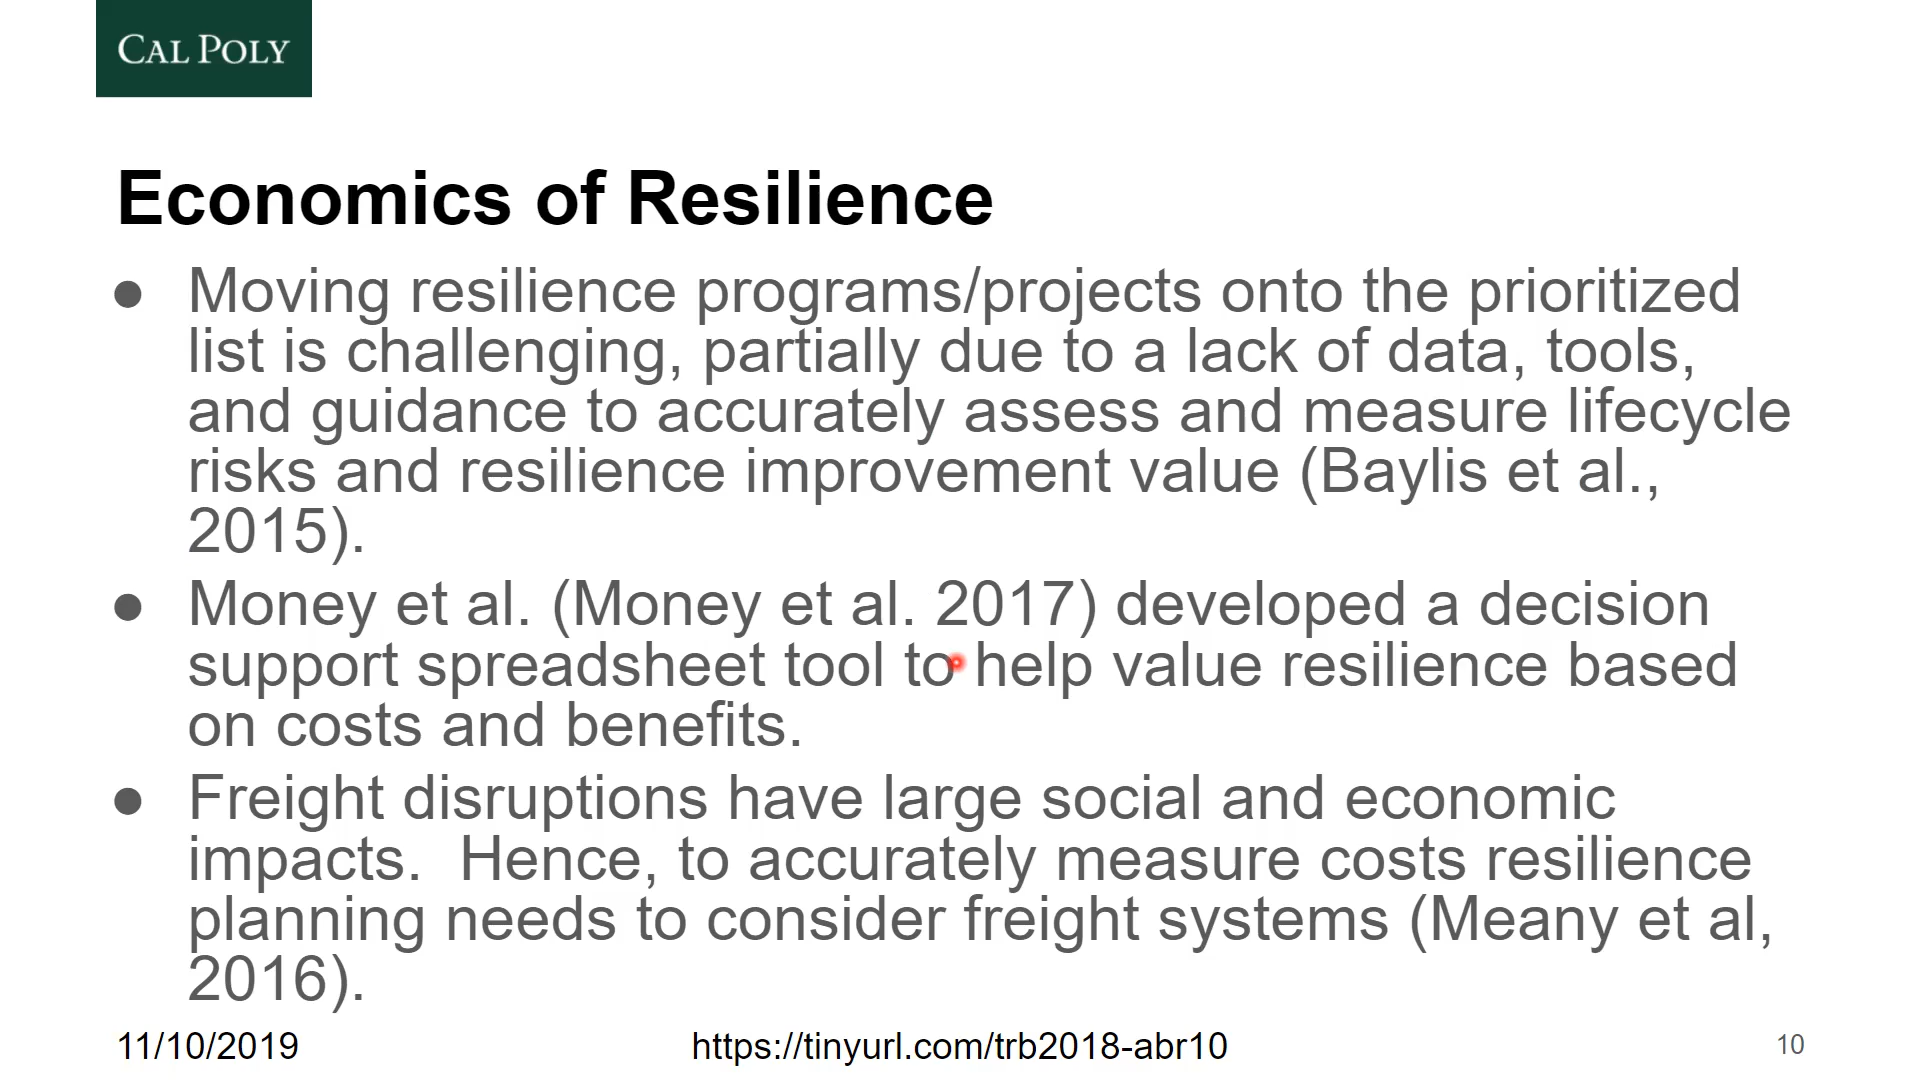 CAL POLY
Economics of Resilience
● Moving resilience programs/projects onto the prioritized
list is challenging, partially due to a lack of data, tools,
and guidance to accurately assess and measure lifecycle
risks and resilience improvement value (Baylis et al.,
2015).
● Money et al. (Money et al. 2017) developed a decision
support spreadsheet tool to help value resilience based
on costs and benefits.
● Freight disruptions have large social and economic
impacts.  Hence, to accurately measure costs resilience
planning needs to consider freight systems (Meany et al,
2016).
11/10/2019
https://tinyurl.com/trb2018-abr10
10